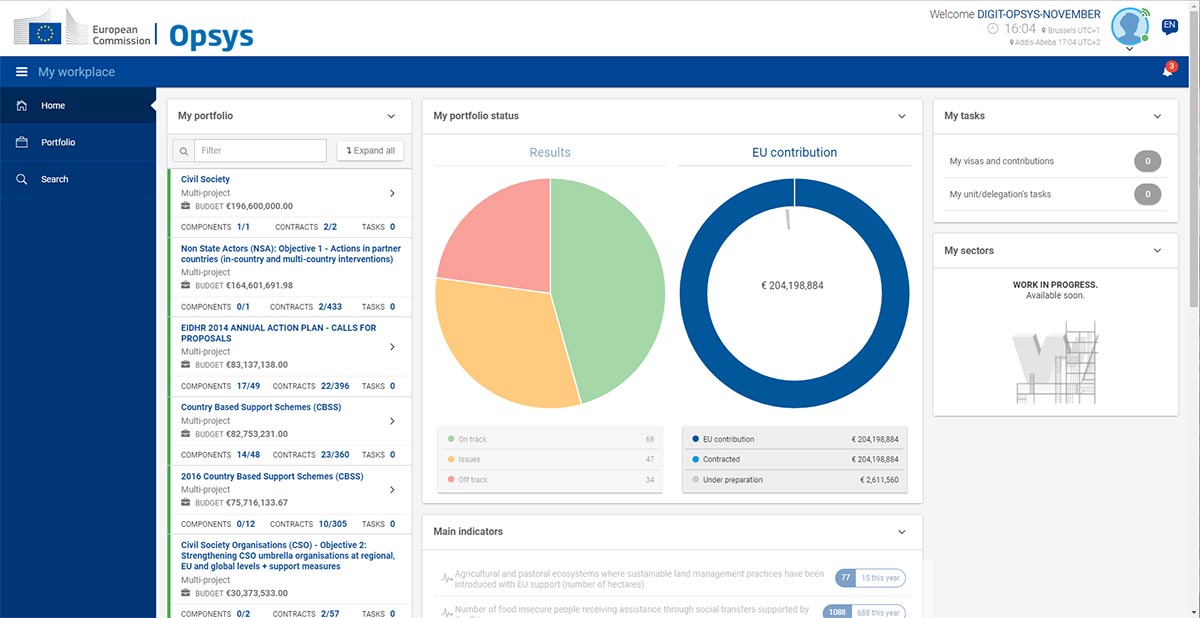 European
Commission
Opsys
Welcome DIGIT-OPSYS-NOVEMBER
16:04 Brussels UTC+1
Addis-Abeba 17:04 UTC+2
EN
My workplace
3
Home
Portfolio
Search
My portfolio
Filter
Expand all
Civil Society
Multi-project
BUDGET €196,600,000.00
COMPONENTS 1/1 CONTRACTS 2/2 TASKS 0
Non State Actors (NSA): Objective 1 - Actions in partner
countries (in-country and multi-country interventions)
Multi-project
BUDGET €164,601,691.98
COMPONENTS 0/1 CONTRACTS 2/433 TASKS 0
EIDHR 2014 ANNUAL ACTION PLAN - CALLS FOR
PROPOSALS
Multi-project
BUDGET €83,137,138.00
COMPONENTS 17/49 CONTRACTS 22/396 TASKS 0
Country Based Support Schemes (CBSS)
Multi-project
BUDGET €82,753,231.00
COMPONENTS 14/48 CONTRACTS 23/360 TASKS 0
2016 Country Based Support Schemes (CBSS)
Multi-project
BUDGET €75,716,133.67
COMPONENTS 0/12 CONTRACTS 10/305 TASKS 0
Civil Society Organisations (CSO) - Objective 2:
Strengthening CSO umbrella organisations at regional,
EU and global levels + support measures
Multi-project
BUDGET €30,373,533.00
COMPONENTS 0/2 CONTRACTS 2/57 TASKS 0
My portfolio status
Results
On track 68
Issues 47
Off track 34
EU contribution
€ 204,198,884
EU contribution € 204,198,884
Contracted € 204,198,884
Under preparation € 2,611,560
Main indicators
Agricultural and pastoral ecosystems where sustainable land management practices have been
introduced with EU support (number of hectares)
77 15 this year
Number of food insecure people receiving assistance through social transfers supported by
1088 688 this year
My tasks
My visas and contributions 0
My unit/delegation's tasks 0
My sectors
WORK IN PROGRESS.
Available soon.